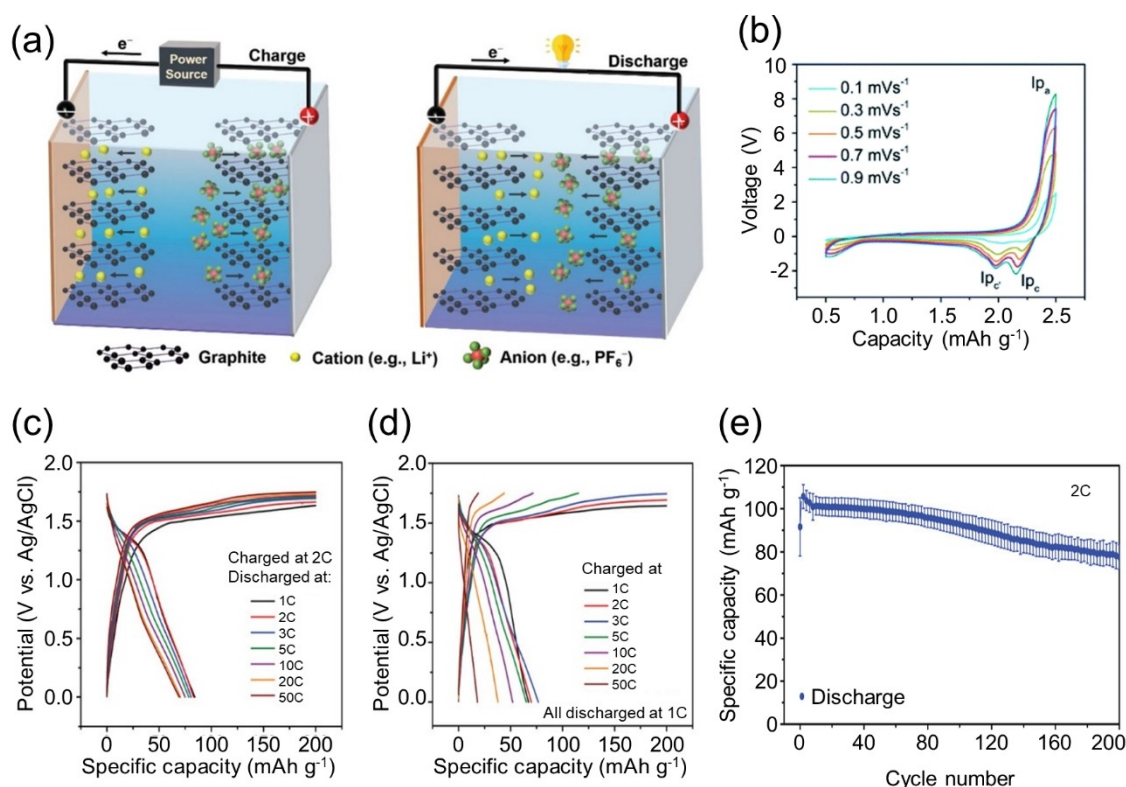 (a)
e⁻
Power
Source
Charge
e⁻
Discharge
Graphite
Cation (e.g., Li⁺)
Anion (e.g., PF₆⁻)
(b)
Voltage (V)
10
8
6
4
2
0
-2
0.1 mVs⁻¹
0.3 mVs⁻¹
0.5 mVs⁻¹
0.7 mVs⁻¹
0.9 mVs⁻¹
Ipₐ
Ip꜀'
Ip꜀
0.5
1.0
1.5
2.0
2.5
Capacity (mAh g⁻¹)
(c)
Potential (V vs. Ag/AgCl)
2.0
1.5
1.0
0.5
0.0
Charged at 2C
Discharged at:
1C
2C
3C
5C
10C
20C
50C
0
50
100
150
200
Specific capacity (mAh g⁻¹)
(d)
Potential (V vs. Ag/AgCl)
2.0
1.5
1.0
0.5
0.0
Charged at
1C
2C
3C
5C
10C
20C
50C
All discharged at 1C
0
50
100
150
200
Specific capacity (mAh g⁻¹)
(e)
Specific capacity (mAh g⁻¹)
120
100
80
60
40
20
0
2C
Discharge
0
40
80
120
160
200
Cycle number